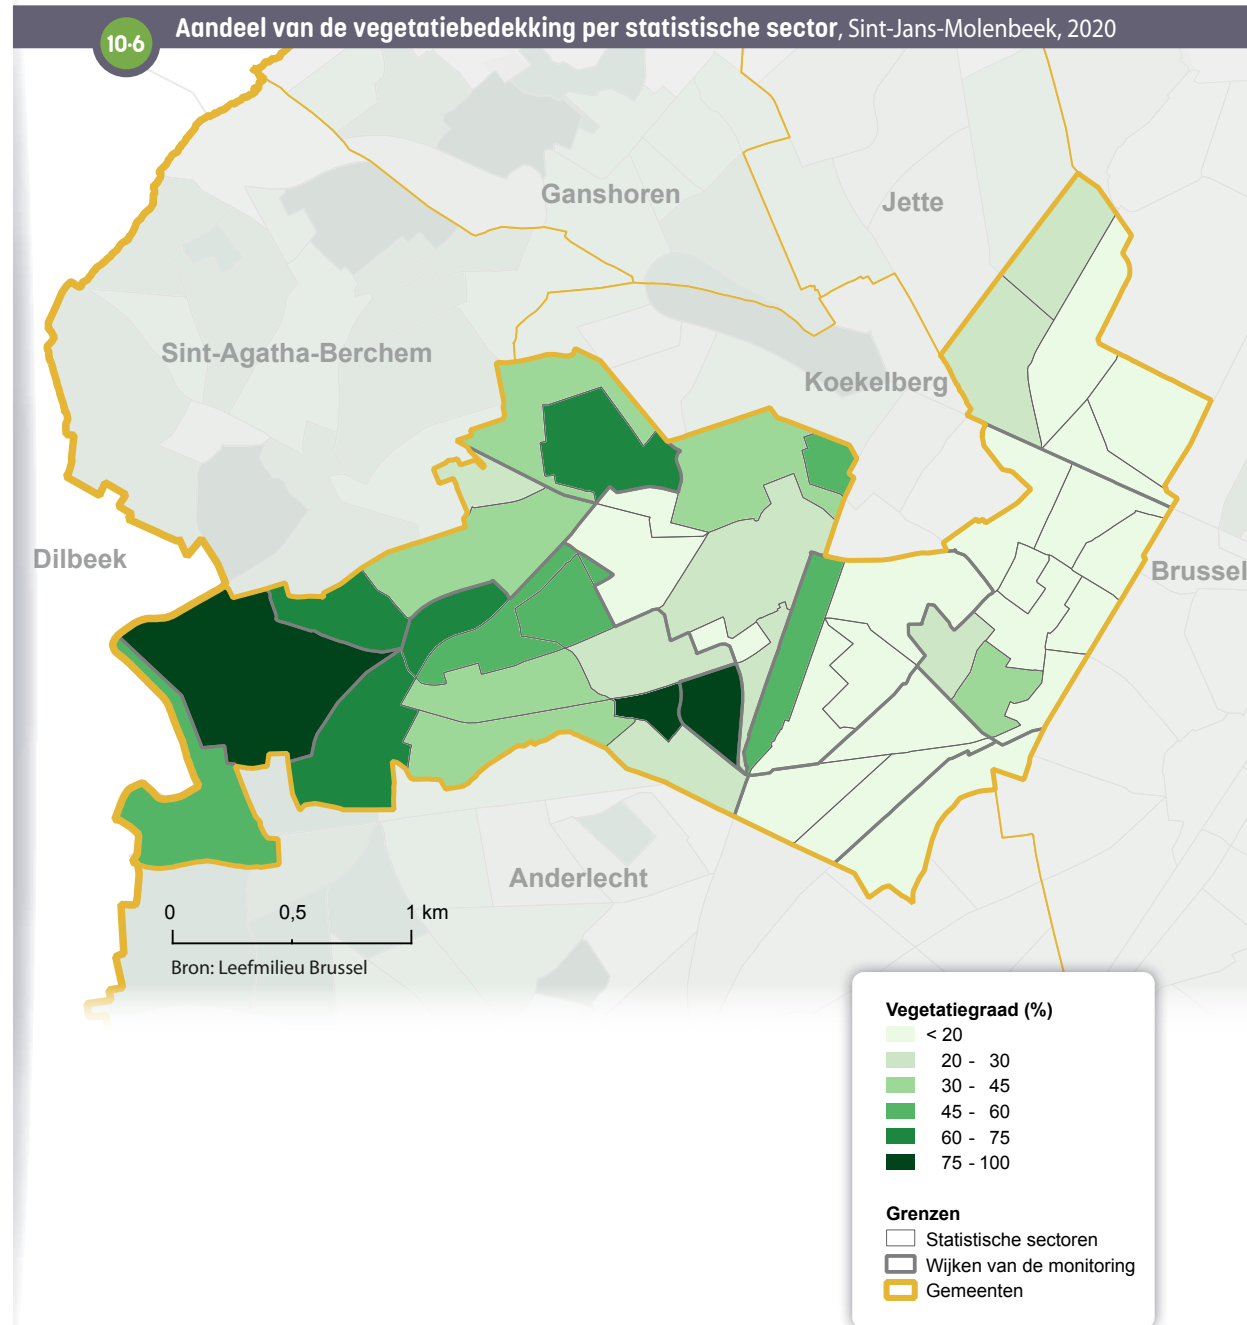 10·6
Aandeel van de vegetatiebedekking per statistische sector, Sint-Jans-Molenbeek, 2020
Ganshoren
Jette
Sint-Agatha-Berchem
Koekelberg
Dilbeek
Brussel
Anderlecht
0 0,5 1 km
Bron: Leefmilieu Brussel
Vegetatiegraad (%)
< 20
20 - 30
30 - 45
45 - 60
60 - 75
75 - 100
Grenzen
Statistische sectoren
Wijken van de monitoring
Gemeenten